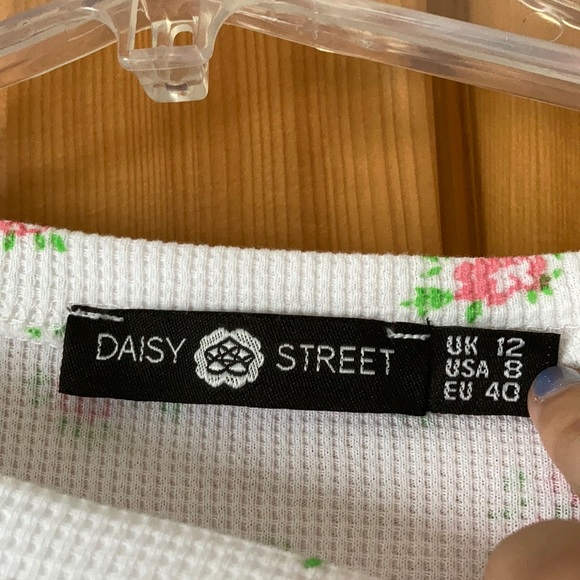 DAISY STREET
UK 12
USA 8
EU 40